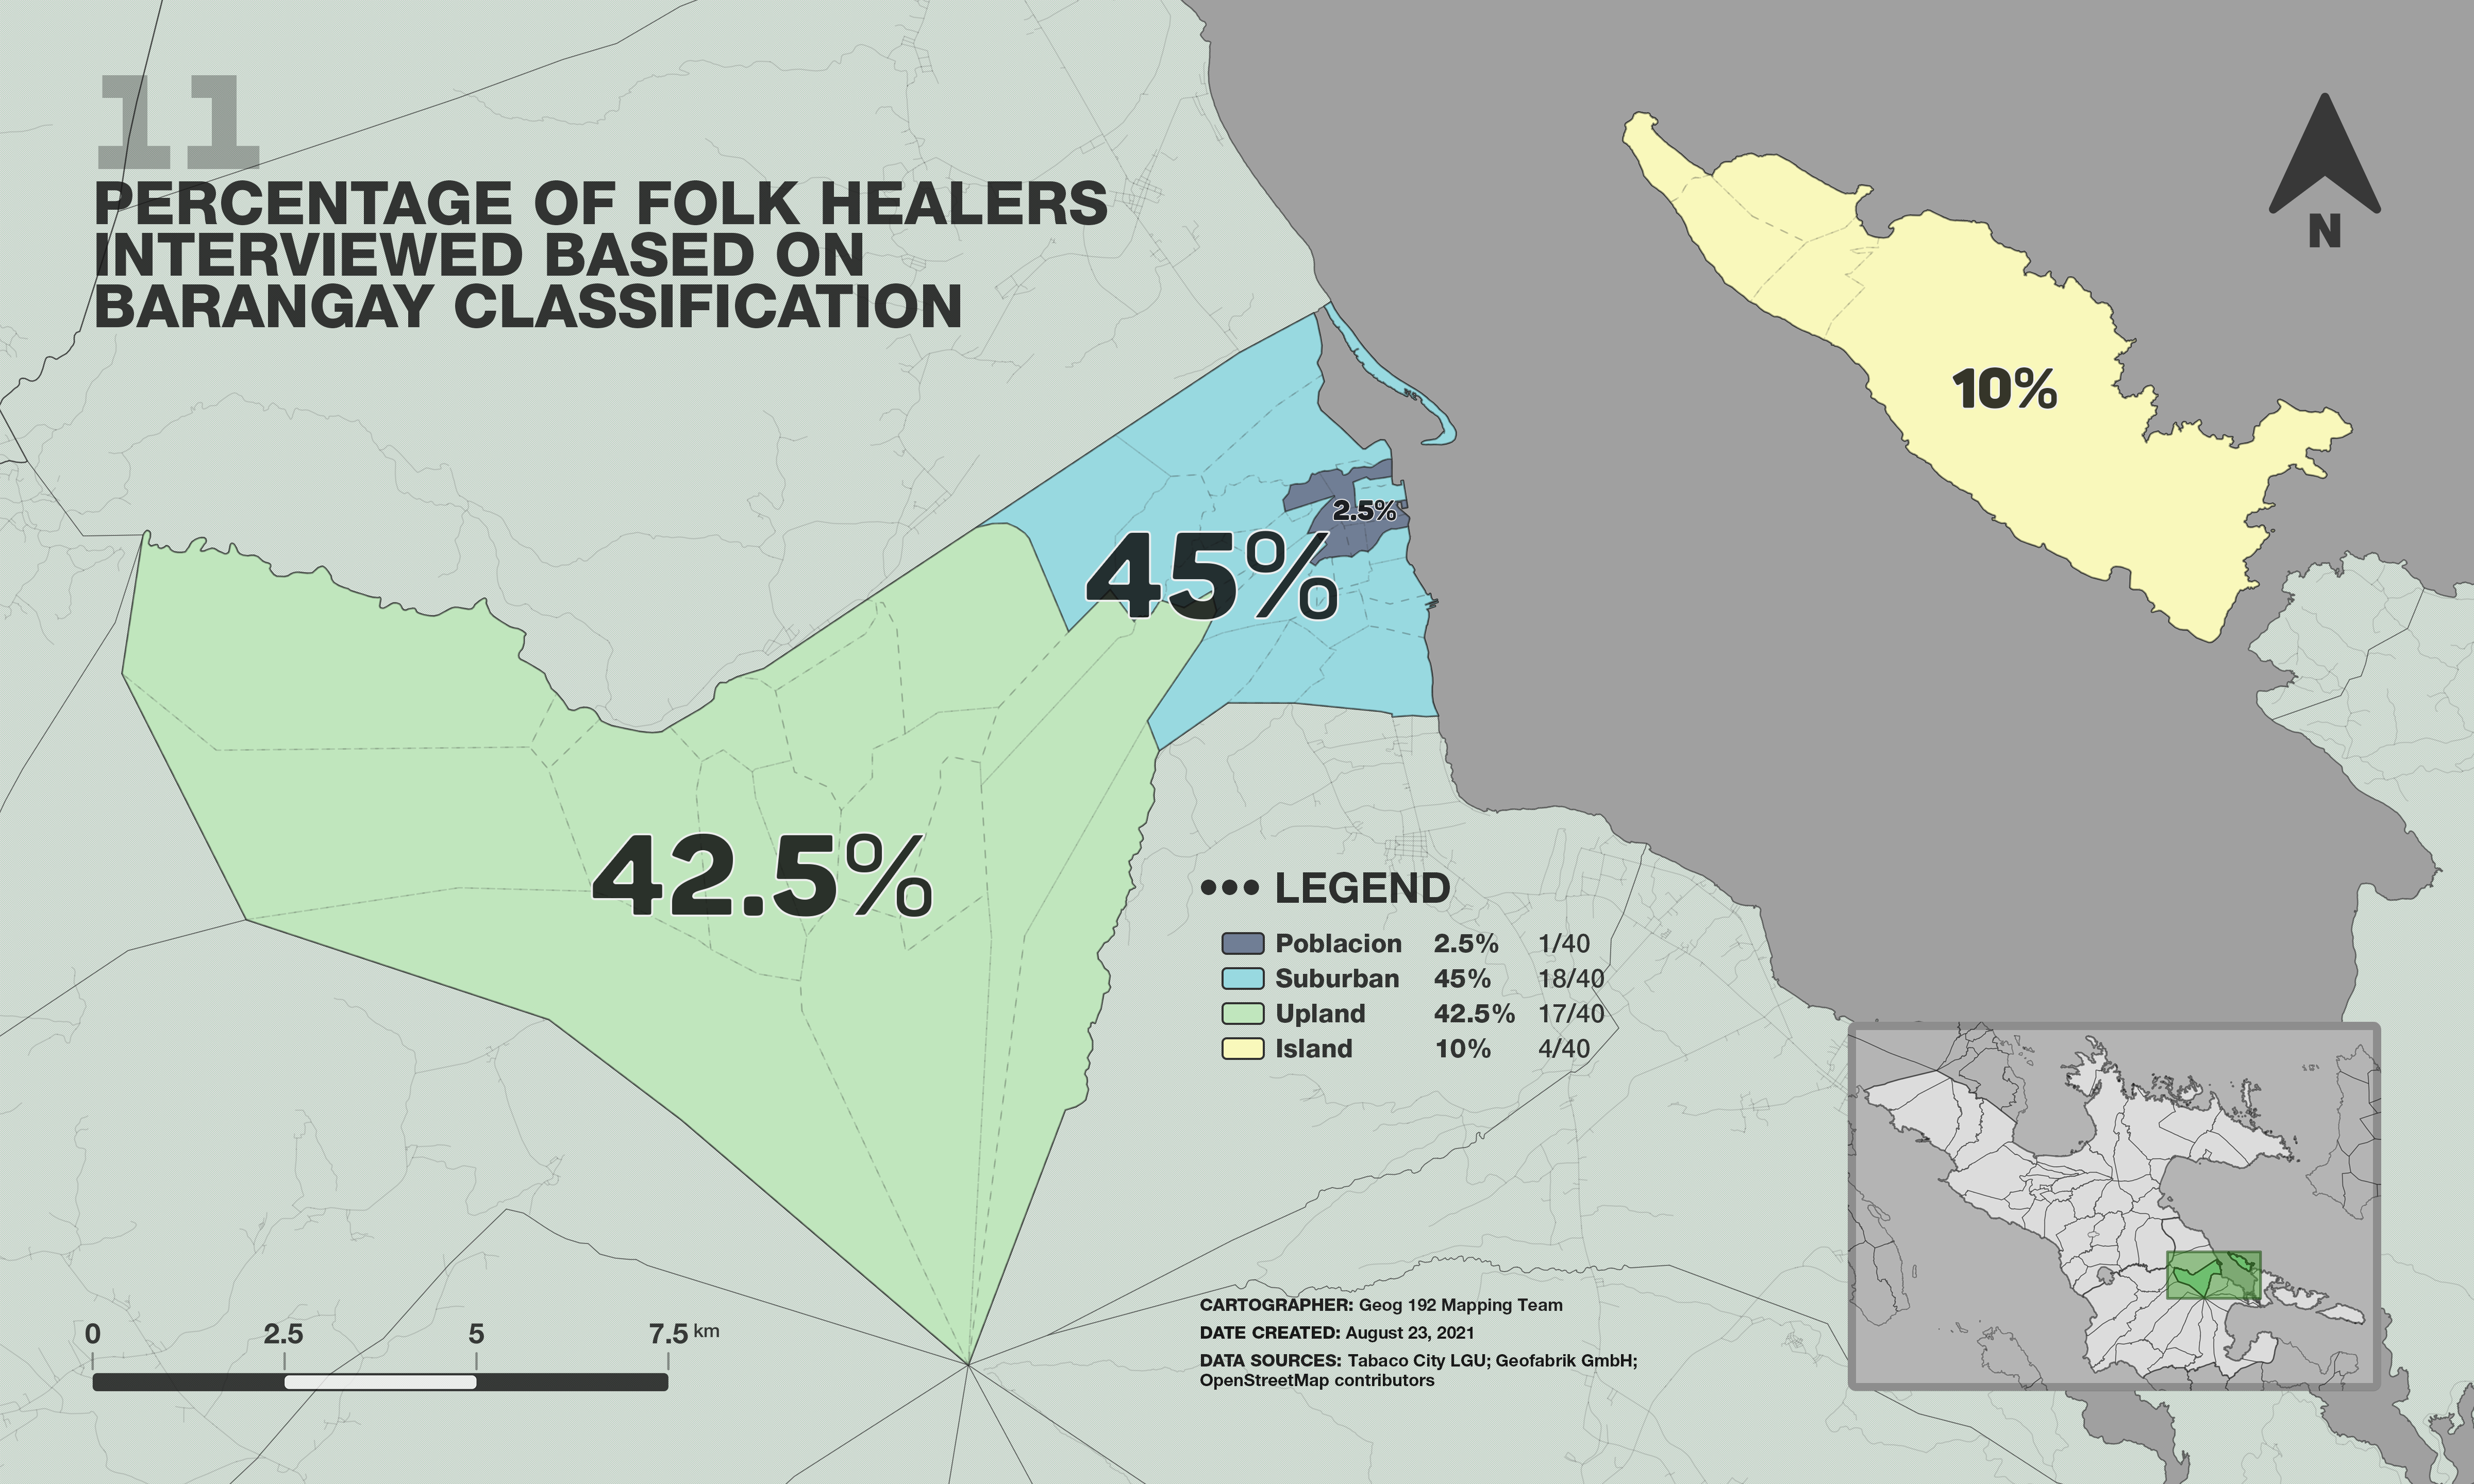 11
PERCENTAGE OF FOLK HEALERS
INTERVIEWED BASED ON
BARANGAY CLASSIFICATION
N
10%
2.5%
45%
42.5%
••• LEGEND
Poblacion 2.5% 1/40
Suburban 45% 18/40
Upland 42.5% 17/40
Island 10% 4/40
0 2.5 5 7.5 km
CARTOGRAPHER: Geog 192 Mapping Team
DATE CREATED: August 23, 2021
DATA SOURCES: Tabaco City LGU; Geofabrik GmbH;
OpenStreetMap contributors